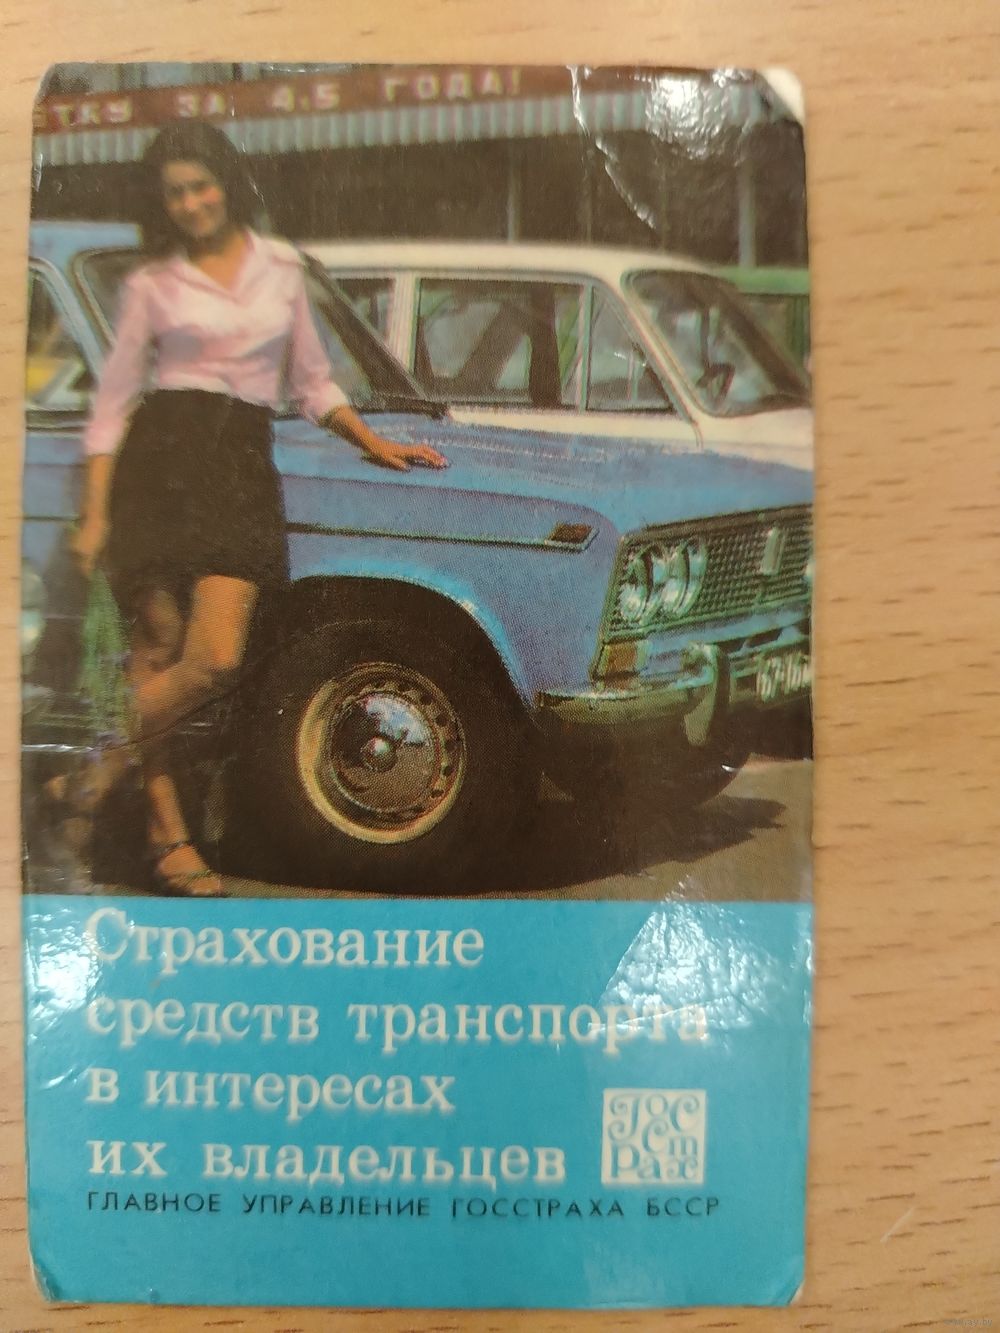 ТКУ ЗА 4.5 ГОДА!
Страхование
средств транспорта
в интересах
их владельцев
ГОССтрах
ГЛАВНОЕ УПРАВЛЕНИЕ ГОССТРАХА БССР